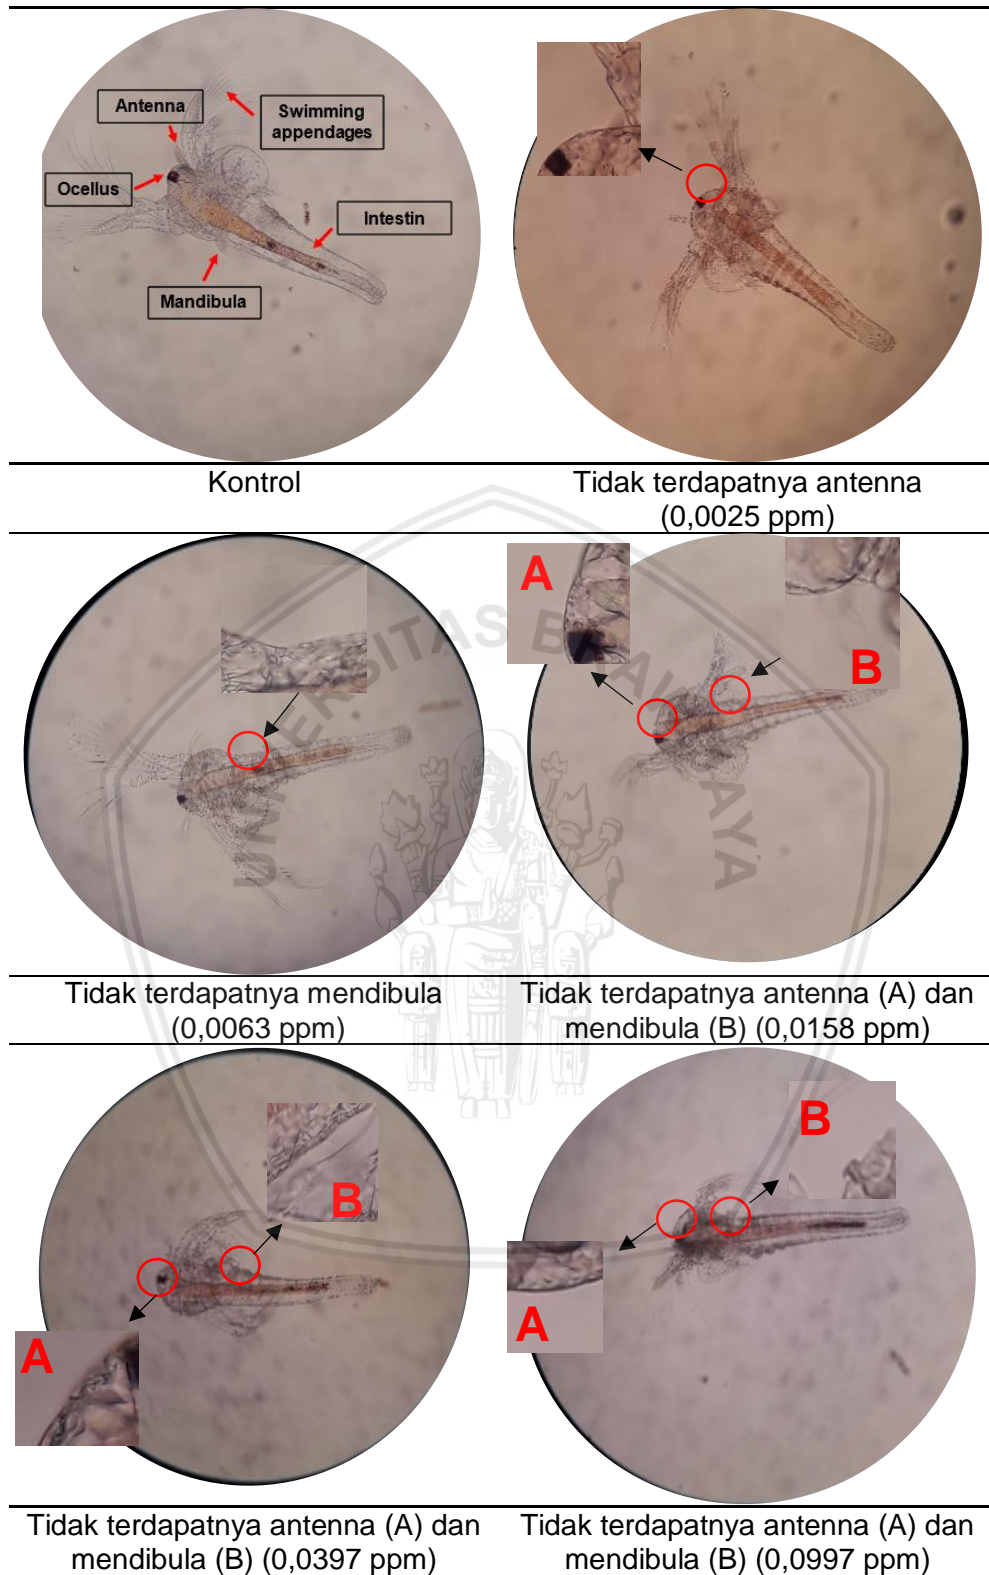 Antenna
Swimming
appendages
Ocellus
Intestin
Mandibula
Kontrol
Tidak terdapatnya antenna
(0,0025 ppm)
A
B
UNIVERSITAS BRAWIJAYA
Tidak terdapatnya mendibula
(0,0063 ppm)
Tidak terdapatnya antenna (A) dan
mendibula (B) (0,0158 ppm)
B
A
B
A
Tidak terdapatnya antenna (A) dan
mendibula (B) (0,0397 ppm)
Tidak terdapatnya antenna (A) dan
mendibula (B) (0,0997 ppm)